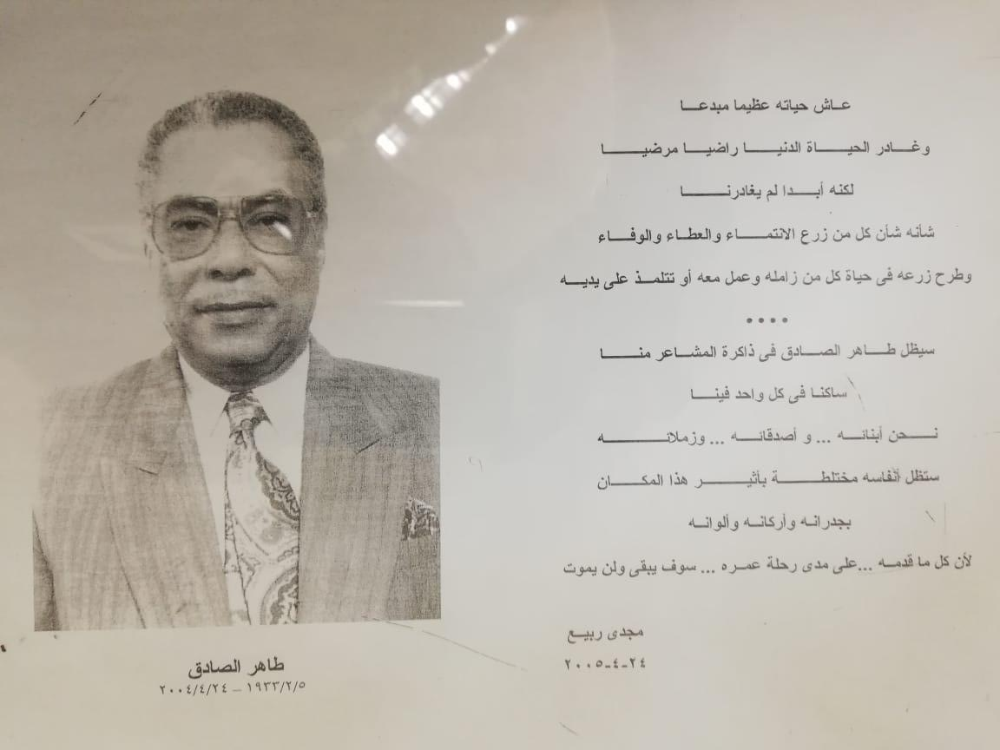 عاش حياته عظيما مبدعا
وغادر الحياة الدنيا راضيا مرضيا
لكنه أبدا لم يغادرنا
شأنه شأن كل من زرع الانتماء والعطاء والوفاء
وطرح زرعه فى حياة كل من زامله وعمل معه أو تتلمذ على يديه
••••
سيظل طاهر الصادق فى ذاكرة المشاعر منا
ساكنا فى كل واحد فينا
نحن أبنائه ... و أصدقائه ... وزملائه
ستظل أنفاسه مختلطة بأثير هذا المكان
بجدرانه وأركانه وألوانه
لأن كل ما قدمه ...على مدى رحلة عمره ... سوف يبقى ولن يموت
مجدى ربيع
٢٤-٤-٢٠٠٥
طاهر الصادق
١٩٣٣/٢/٥ – ٢٠٠٤/٤/٢٤